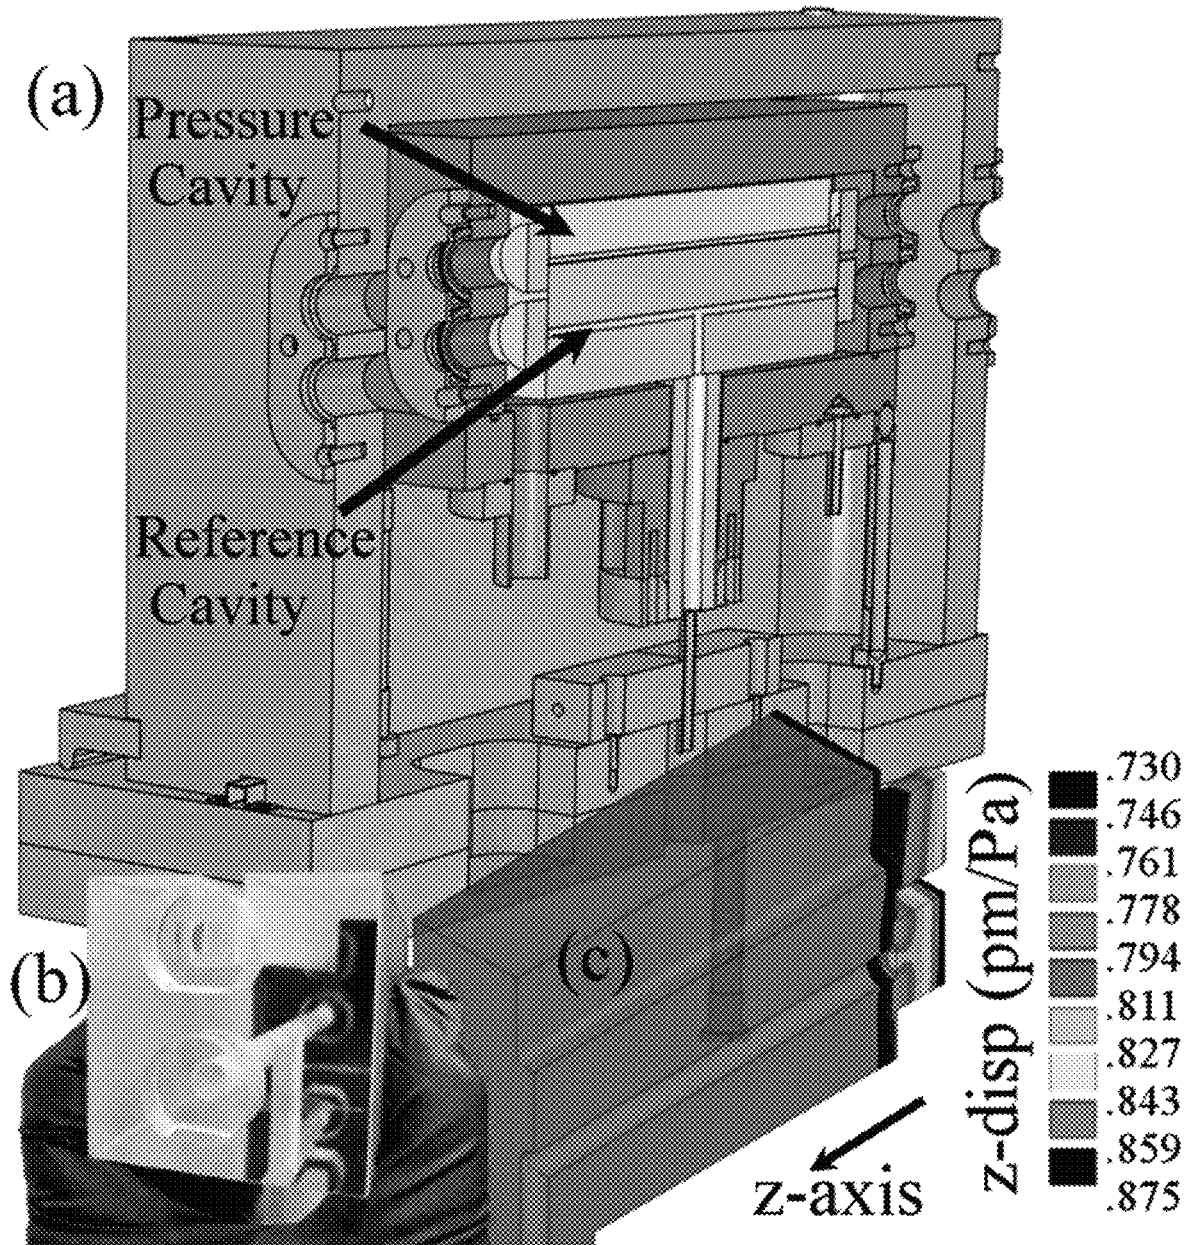 (a)
Pressure
Cavity
Reference
Cavity
(b)
(c)
z-axis
z-disp (pm/Pa)
.730
.746
.761
.778
.794
.811
.827
.843
.859
.875